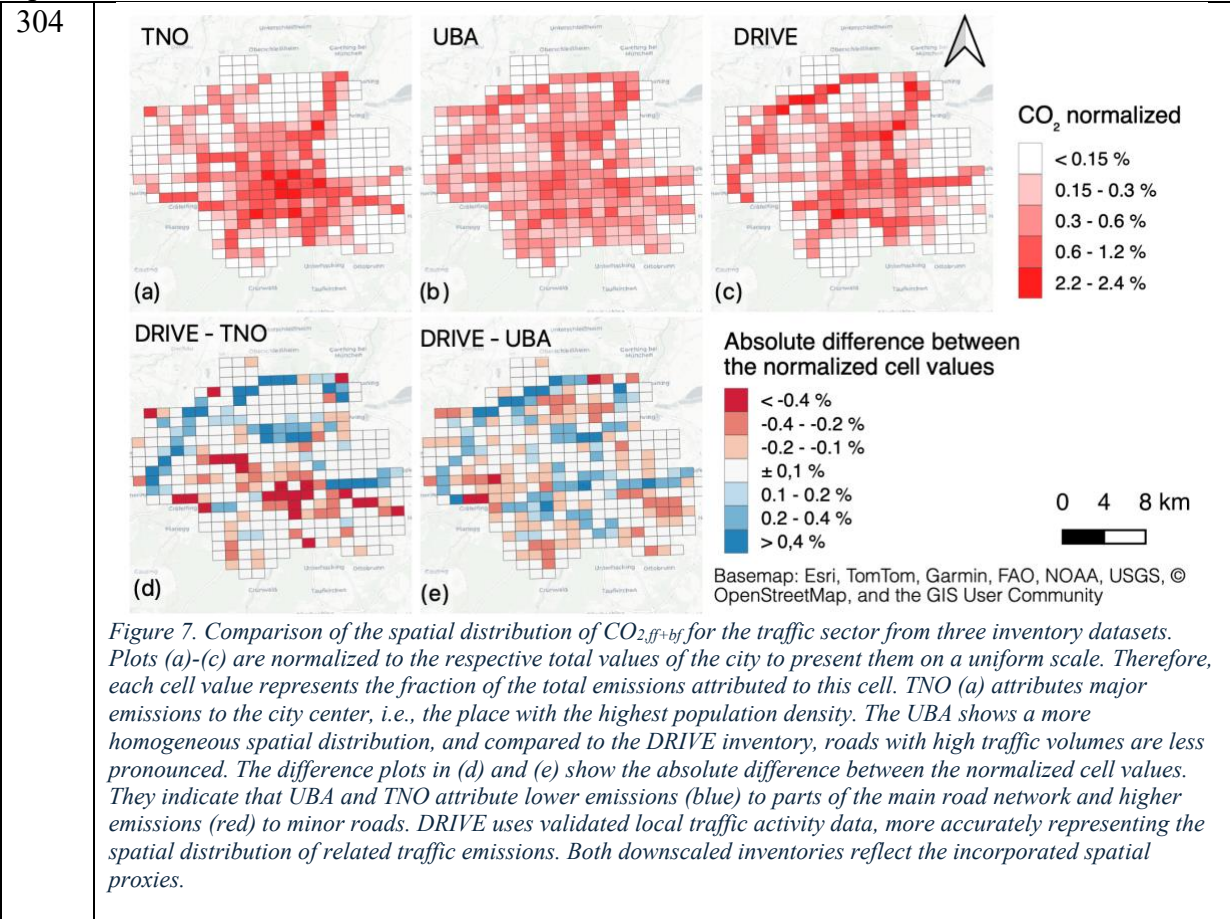 304
TNO
UBA
DRIVE
(a)
(b)
(c)
CO2 normalized
< 0.15 %
0.15 - 0.3 %
0.3 - 0.6 %
0.6 - 1.2 %
2.2 - 2.4 %
DRIVE - TNO
DRIVE - UBA
(d)
(e)
Absolute difference between
the normalized cell values
< -0.4 %
-0.4 - -0.2 %
-0.2 - -0.1 %
± 0,1 %
0.1 - 0.2 %
0.2 - 0.4 %
> 0,4 %
0 4 8 km
Basemap: Esri, TomTom, Garmin, FAO, NOAA, USGS, ©
OpenStreetMap, and the GIS User Community
Figure 7. Comparison of the spatial distribution of CO2,ff+bf for the traffic sector from three inventory datasets.
Plots (a)-(c) are normalized to the respective total values of the city to present them on a uniform scale. Therefore,
each cell value represents the fraction of the total emissions attributed to this cell. TNO (a) attributes major
emissions to the city center, i.e., the place with the highest population density. The UBA shows a more
homogeneous spatial distribution, and compared to the DRIVE inventory, roads with high traffic volumes are less
pronounced. The difference plots in (d) and (e) show the absolute difference between the normalized cell values.
They indicate that UBA and TNO attribute lower emissions (blue) to parts of the main road network and higher
emissions (red) to minor roads. DRIVE uses validated local traffic activity data, more accurately representing the
spatial distribution of related traffic emissions. Both downscaled inventories reflect the incorporated spatial
proxies.